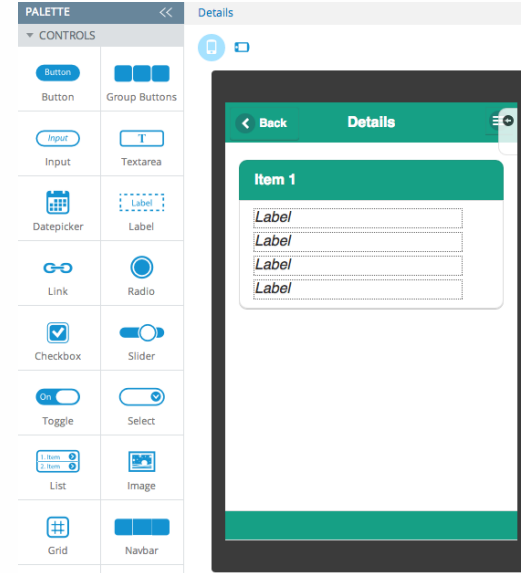 PALETTE <<
Details
CONTROLS
Button
Button
Group Buttons
Input
T
Input
Textarea
Label
Datepicker
Label
Link
Radio
Checkbox
Slider
On
Toggle
Select
1. Item
2. Item
List
Image
Grid
Navbar
Back
Details
Item 1
Label
Label
Label
Label